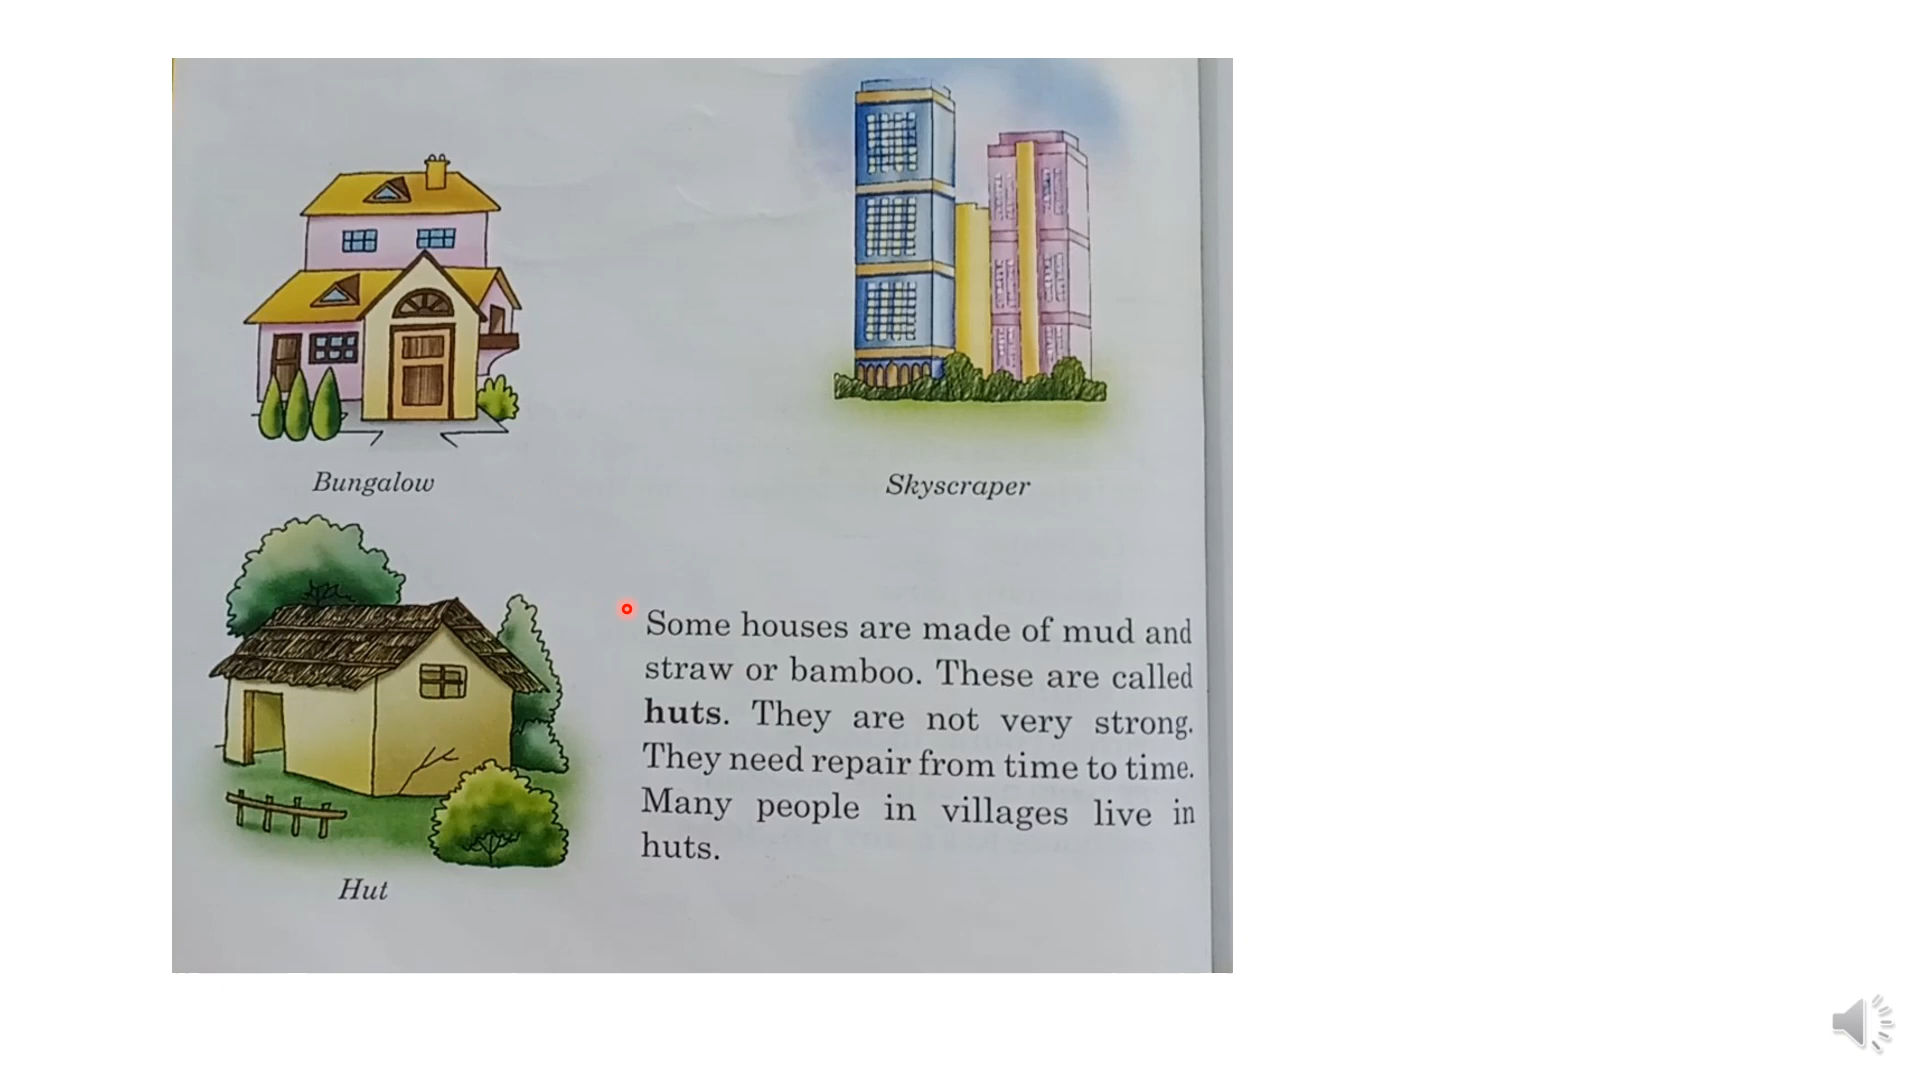 Bungalow
Skyscraper
Some houses are made of mud and
straw or bamboo. These are called
huts. They are not very strong.
They need repair from time to time.
Many people in villages live in
huts.
Hut